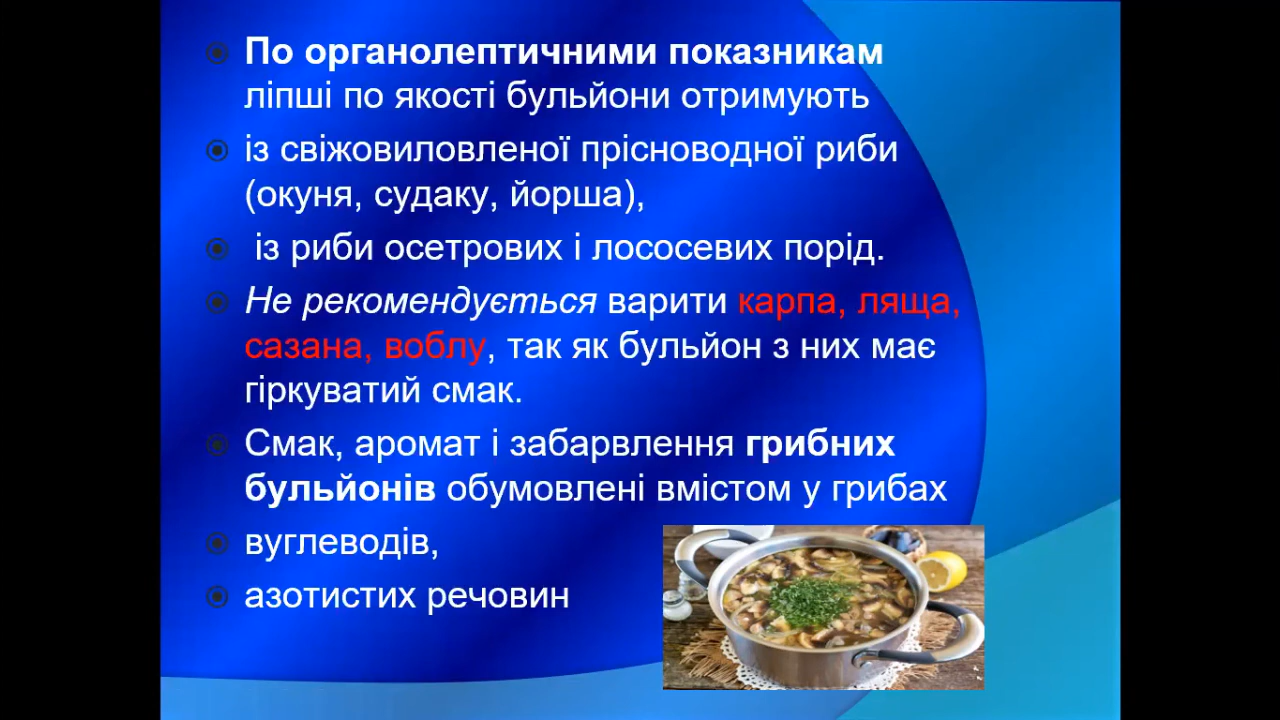 По органолептичними показникам
ліпші по якості бульйони отримують
із свіжовиловленої прісноводної риби
(окуня, судаку, йорша),
із риби осетрових і лососевих порід.
Не рекомендується варити карпа, ляща,
сазана, воблу, так як бульйон з них має
гіркуватий смак.
Смак, аромат і забарвлення грибних
бульйонів обумовлені вмістом у грибах
вуглеводів,
азотистих речовин